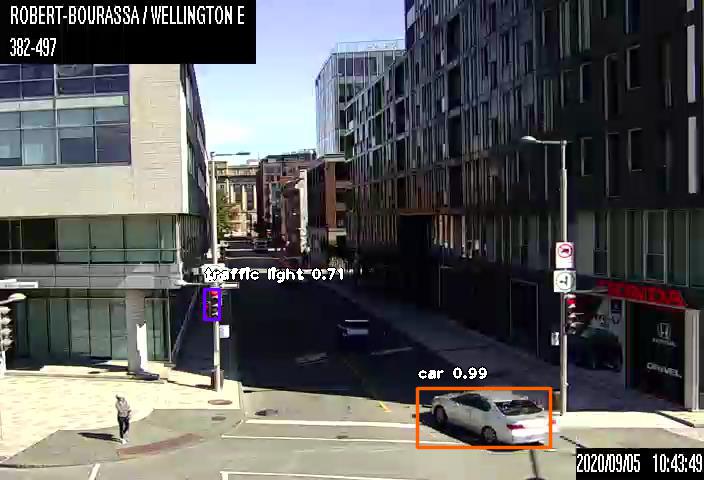 ROBERT-BOURASSA / WELLINGTON E
382-497
traffic light 0.71
HONDA
HONDA
car 0.99
2020/09/05 10:43:49